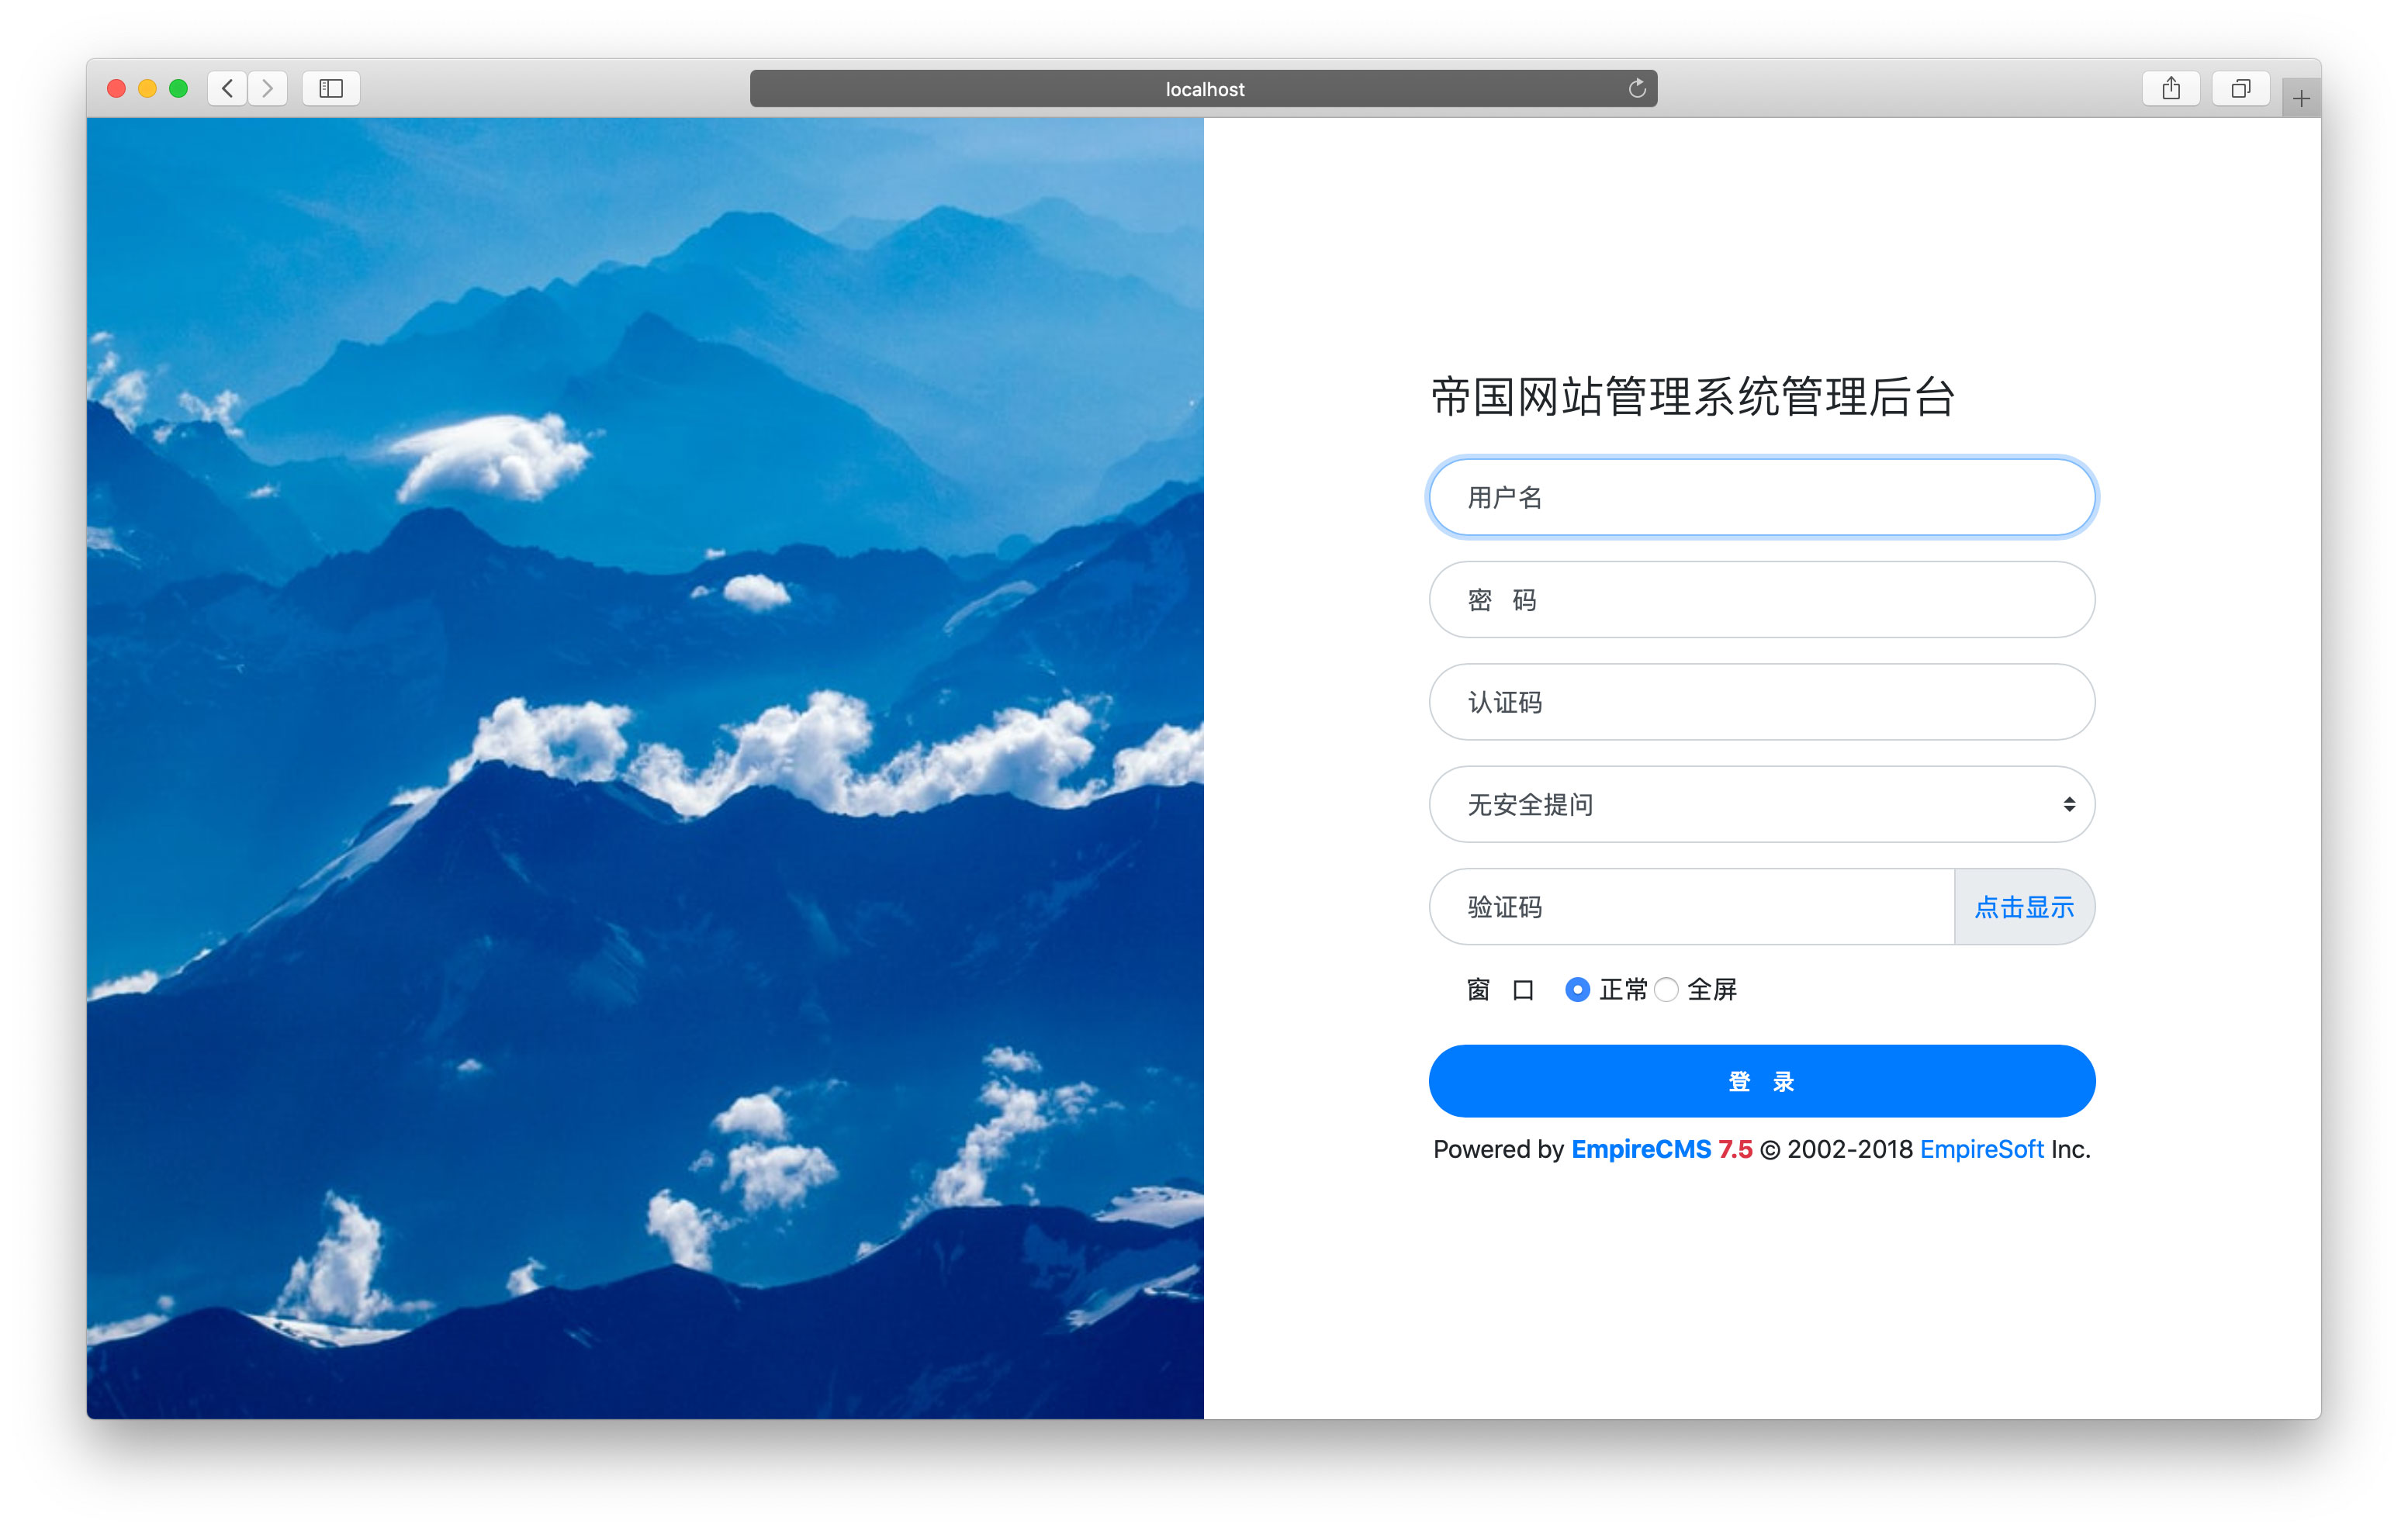 localhost
帝国网站管理系统管理后台
用户名
密 码
认证码
无安全提问
验证码 点击显示
窗 口 正常 全屏
登 录
Powered by EmpireCMS 7.5 © 2002-2018 EmpireSoft Inc.